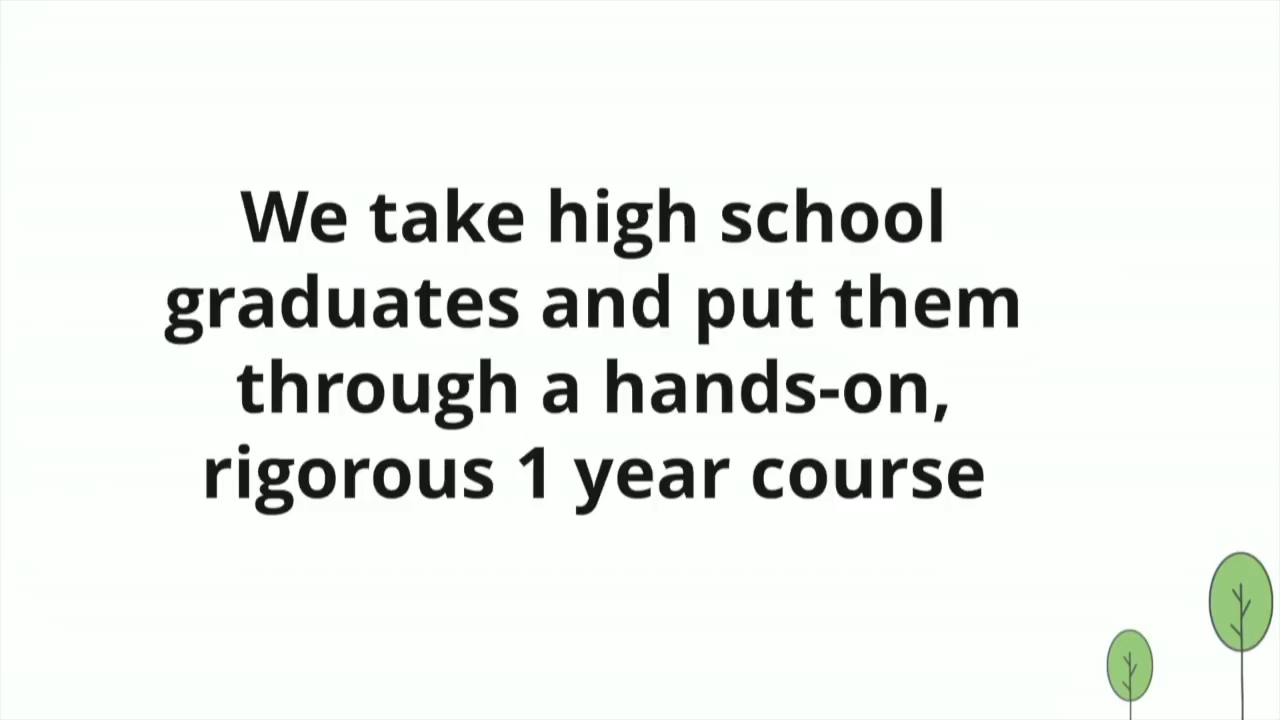 We take high school
graduates and put them
through a hands-on,
rigorous 1 year course